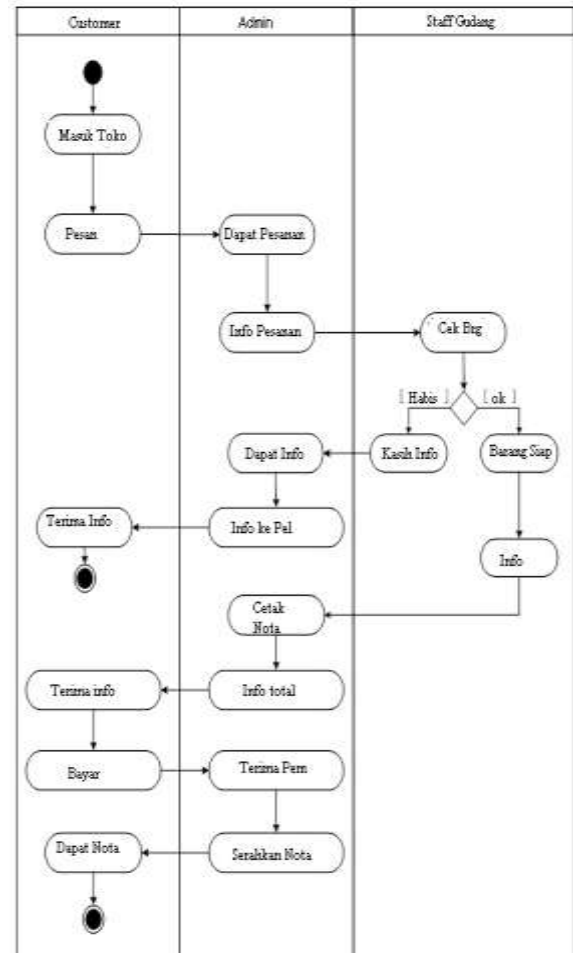 Customer
Admin
Staff Gudang
Masuk Toko
Pesan
Dapat Pesanan
Info Pesanan
Cek Brg
[ Habis ]
[ ok ]
Dapat Info
Kasih Info
Barang Siap
Terima Info
Info ke Pel
Info
Cetak
Nota
Terima info
Info total
Bayar
Terima Pem
Dapat Nota
Serahkan Nota